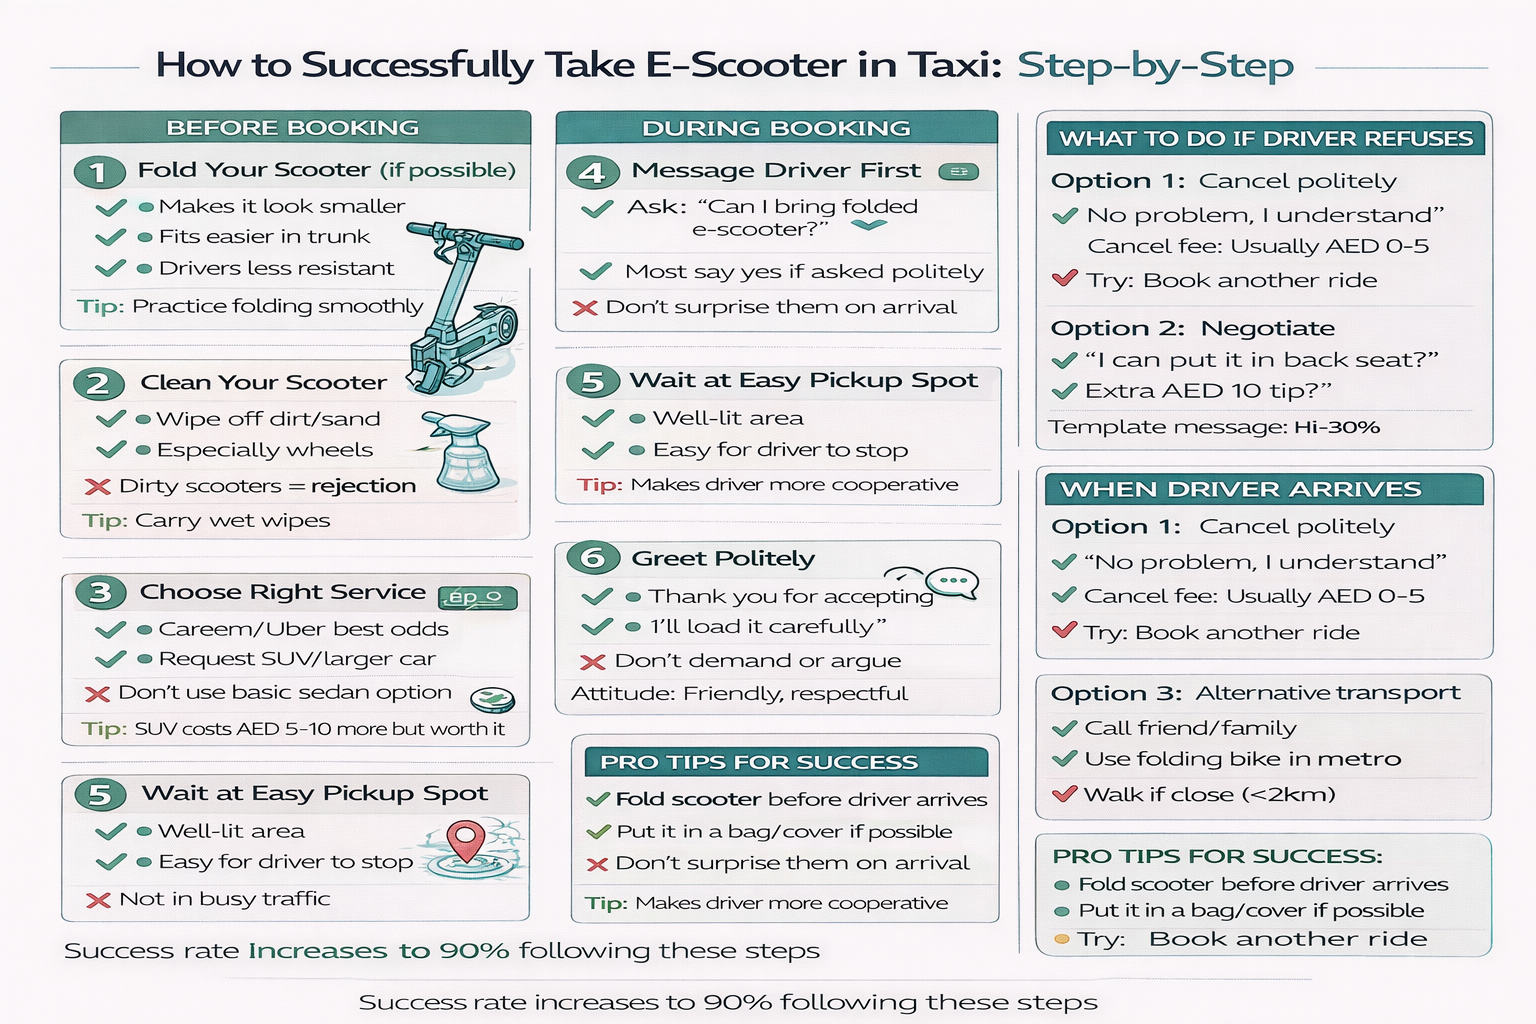 How to Successfully Take E-Scooter in Taxi: Step-by-Step
BEFORE BOOKING
1 Fold Your Scooter (if possible)
✓ • Makes it look smaller
✓ • Fits easier in trunk
✓ • Drivers less resistant
Tip: Practice folding smoothly
2 Clean Your Scooter
✓ • Wipe off dirt/sand
✓ • Especially wheels
✗ Dirty scooters = rejection
Tip: Carry wet wipes
3 Choose Right Service
✓ • Careem/Uber best odds
✓ • Request SUV/larger car
✗ Don't use basic sedan option
Tip: SUV costs AED 5-10 more but worth it
5 Wait at Easy Pickup Spot
✓ • Well-lit area
✓ • Easy for driver to stop
✗ Not in busy traffic
Success rate Increases to 90% following these steps
DURING BOOKING
4 Message Driver First
✓ Ask: “Can I bring folded
e-scooter?”
✓ Most say yes if asked politely
✗ Don't surprise them on arrival
5 Wait at Easy Pickup Spot
✓ • Well-lit area
✓ • Easy for driver to stop
Tip: Makes driver more cooperative
6 Greet Politely
✓ • Thank you for accepting
✓ • 1'll load it carefully”
✗ Don't demand or argue
Attitude: Friendly, respectful
PRO TIPS FOR SUCCESS
✓ Fold scooter before driver arrives
✓ Put it in a bag/cover if possible
✗ Don't surprise them on arrival
Tip: Makes driver more cooperative
WHAT TO DO IF DRIVER REFUSES
Option 1: Cancel politely
✓ No problem, I understand”
Cancel fee: Usually AED 0-5
✓ Try: Book another ride
Option 2: Negotiate
✓ “I can put it in back seat?”
✓ Extra AED 10 tip?”
Template message: Hi-30%
WHEN DRIVER ARRIVES
Option 1: Cancel politely
✓ “No problem, I understand”
✓ Cancel fee: Usually AED 0-5
✓ Try: Book another ride
Option 3: Alternative transport
✓ Call friend/family
✓ Use folding bike in metro
✓ Walk if close (<2km)
PRO TIPS FOR SUCCESS:
• Fold scooter before driver arrives
• Put it in a bag/cover if possible
• Try: Book another ride
Success rate increases to 90% following these steps